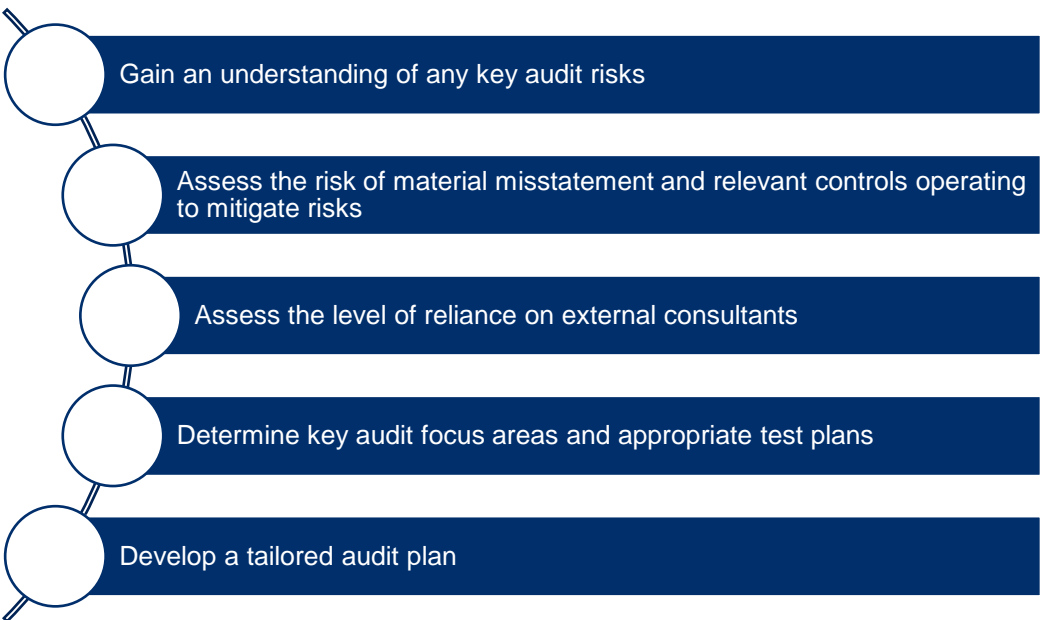 Gain an understanding of any key audit risks
Assess the risk of material misstatement and relevant controls operating
to mitigate risks
Assess the level of reliance on external consultants
Determine key audit focus areas and appropriate test plans
Develop a tailored audit plan